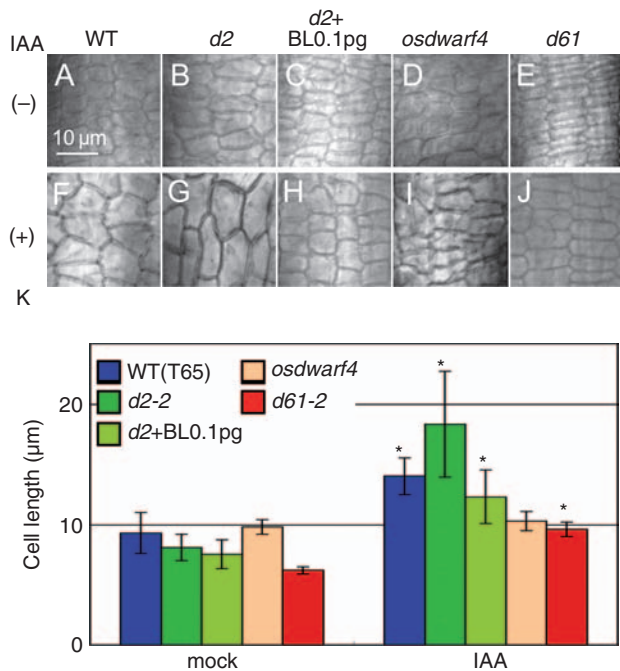 d2+
IAA WT d2 BL0.1pg osdwarf4 d61
(–) A B C D E
10 µm
(+) F G H I J
K
WT(T65) osdwarf4
d2-2 d61-2
d2+BL0.1pg
* * * *
Cell length (µm)
20
10
0
mock IAA